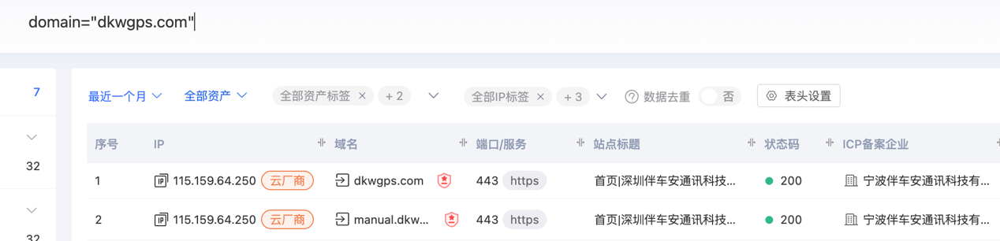 domain="dkwgps.com"
7
最近一个月 全部资产 全部资产标签 × + 2 全部IP标签 × + 3 ? 数据去重 否 表头设置
序号 IP 域名 端口/服务 站点标题 状态码 ICP备案企业
32
1 IP 115.159.64.250 云厂商 dkwgps.com 443 https 首页|深圳伴车安通讯科技... 200 宁波伴车安通讯科技有...
2 IP 115.159.64.250 云厂商 manual.dkw... 443 https 首页|深圳伴车安通讯科技... 200 宁波伴车安通讯科技有...
32